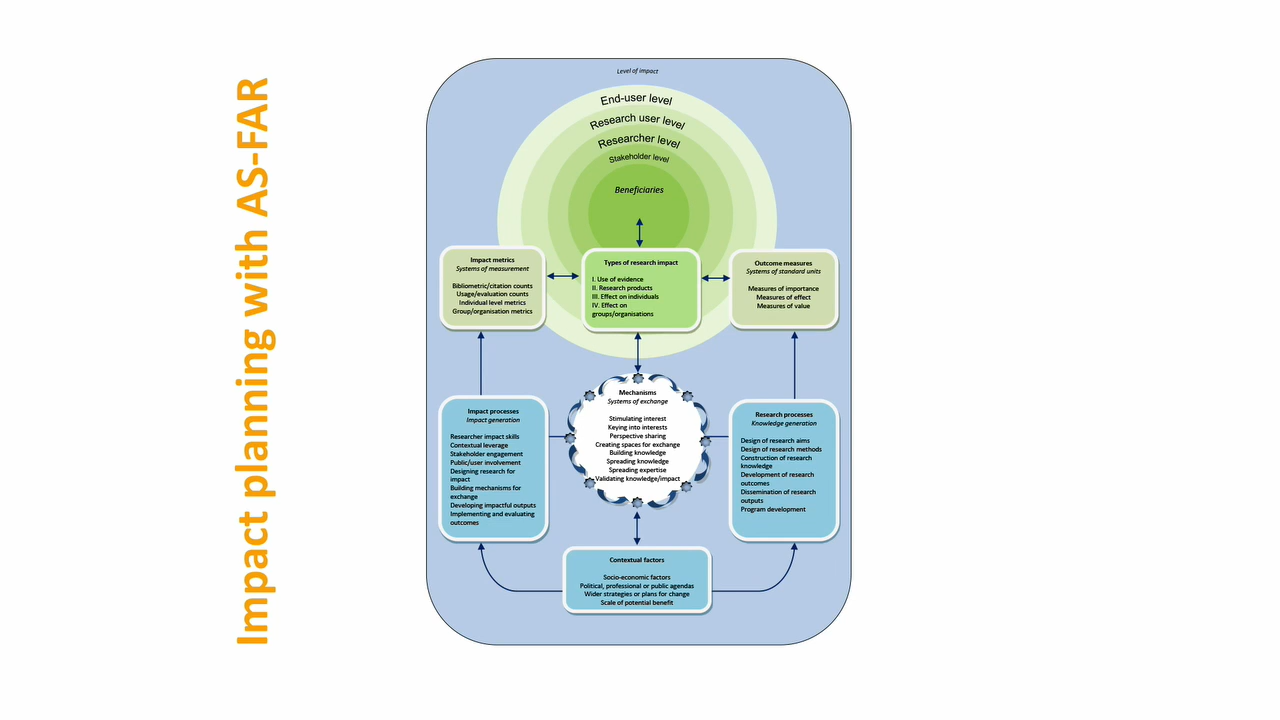 Impact planning with AS-FAR
Level of impact
End-user level
Research user level
Researcher level
Stakeholder level
Beneficiaries
Impact metrics
Systems of measurement
Bibliometric/citation counts
Usage/evaluation counts
Individual level metrics
Group/organisation metrics
Types of research impact
I. Use of evidence
II. Research products
III. Effect on individuals
IV. Effect on
groups/organisations
Outcome measures
Systems of standard units
Measures of importance
Measures of effect
Measures of value
Impact processes
Impact generation
Researcher impact skills
Contextual leverage
Stakeholder engagement
Public/user involvement
Designing research for
impact
Building mechanisms for
exchange
Developing impactful outputs
Implementing and evaluating
outcomes
Mechanisms
Systems of exchange
Stimulating interest
Keying into interests
Perspective sharing
Creating spaces for exchange
Building knowledge
Spreading knowledge
Spreading expertise
Validating knowledge/impact
Research processes
Knowledge generation
Design of research aims
Design of research methods
Construction of research
knowledge
Development of research
outcomes
Dissemination of research
outputs
Program development
Contextual factors
Socio-economic factors
Political, professional or public agendas
Wider strategies or plans for change
Scale of potential benefit